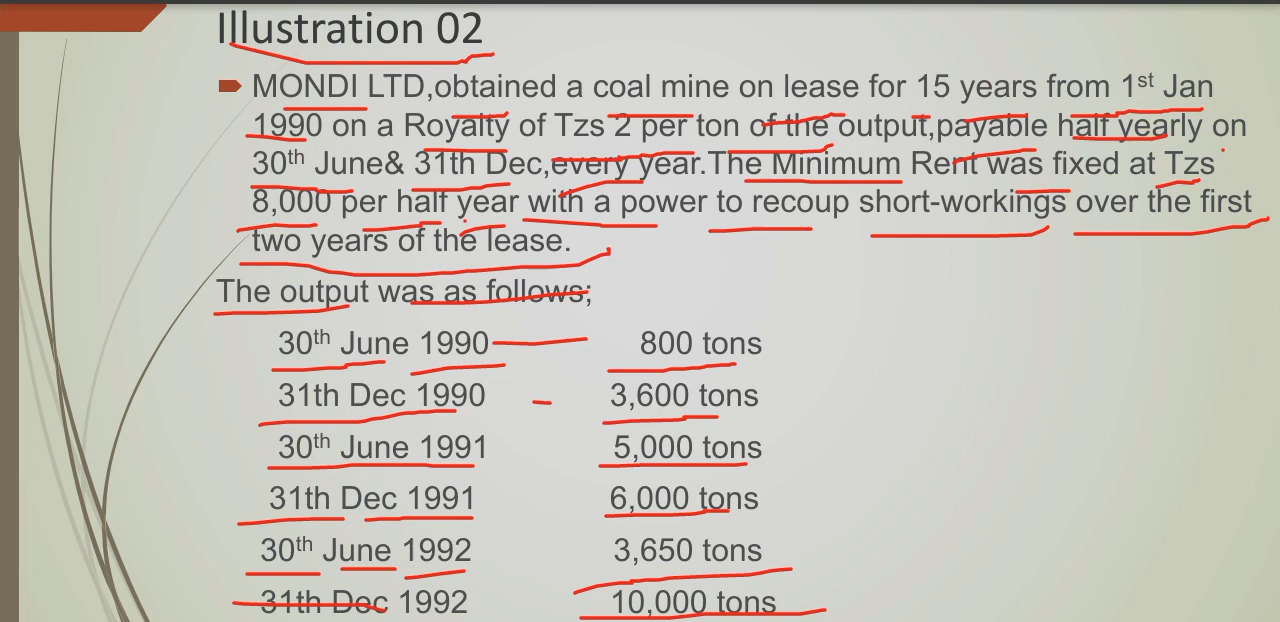 Illustration 02
MONDI LTD,obtained a coal mine on lease for 15 years from 1st Jan
1990 on a Royalty of Tzs 2 per ton of the output,payable half yearly on
30th June& 31th Dec,every year.The Minimum Rent was fixed at Tzs
8,000 per half year with a power to recoup short-workings over the first
two years of the lease.
The output was as follows;
30th June 1990 800 tons
31th Dec 1990 3,600 tons
30th June 1991 5,000 tons
31th Dec 1991 6,000 tons
30th June 1992 3,650 tons
31th Dec 1992 10,000 tons